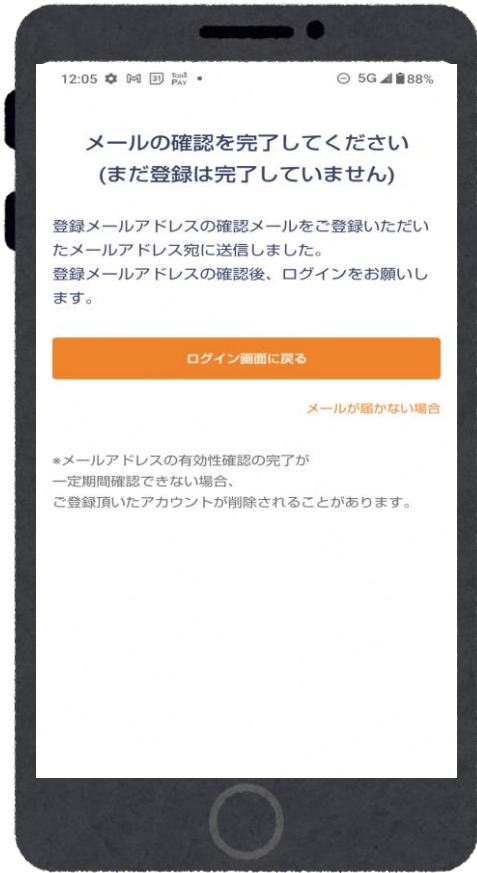 12:05 31 Too3 PAY 5G 88%
メールの確認を完了してください
(まだ登録は完了していません)
登録メールアドレスの確認メールをご登録いただい
たメールアドレス宛に送信しました。
登録メールアドレスの確認後、ログインをお願いし
ます。
ログイン画面に戻る
メールが届かない場合
※メールアドレスの有効性確認の完了が
一定期間確認できない場合、
ご登録頂いたアカウントが削除されることがあります。